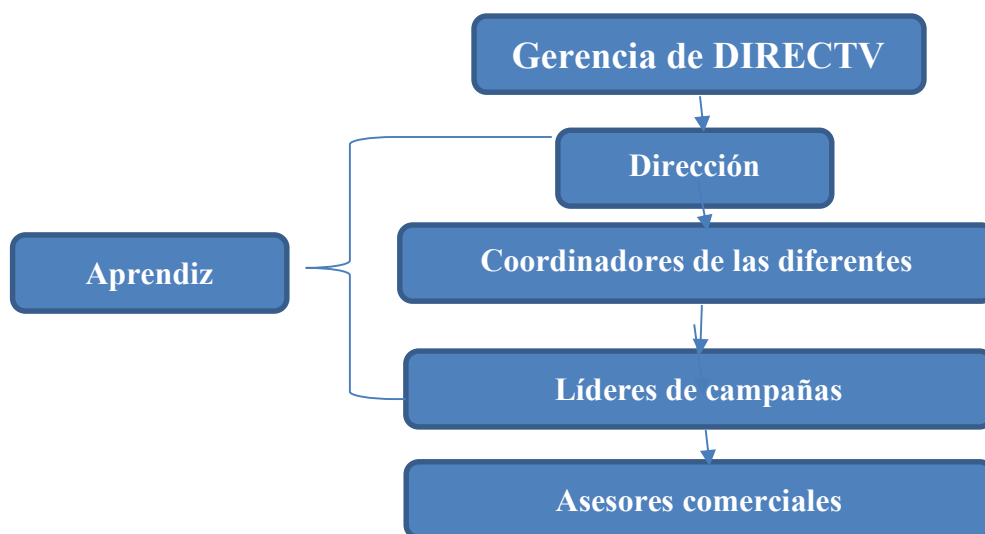 Gerencia de DIRECTV
Dirección
Coordinadores de las diferentes
Aprendiz
Líderes de campañas
Asesores comerciales